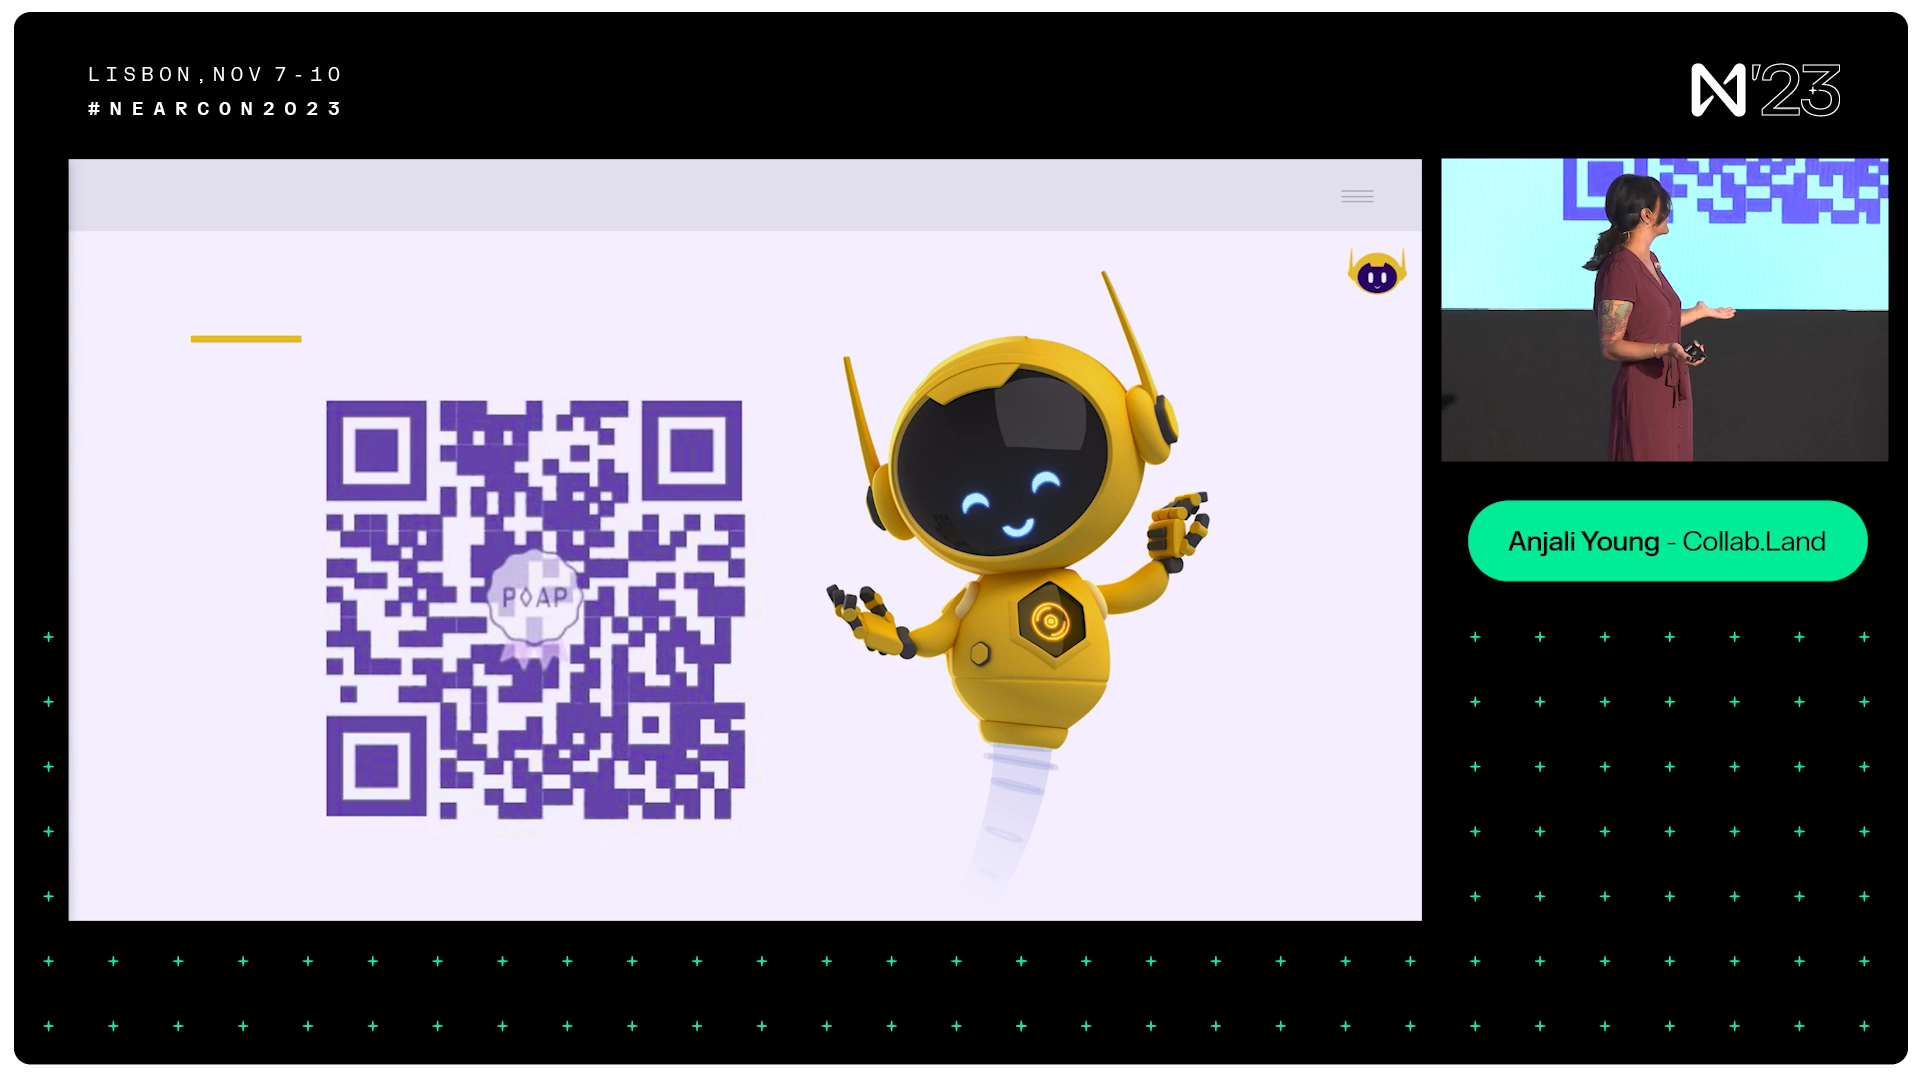 LISBON, NOV 7-10
#NEARCON2023
N'23
POAP
Anjali Young - Collab.Land